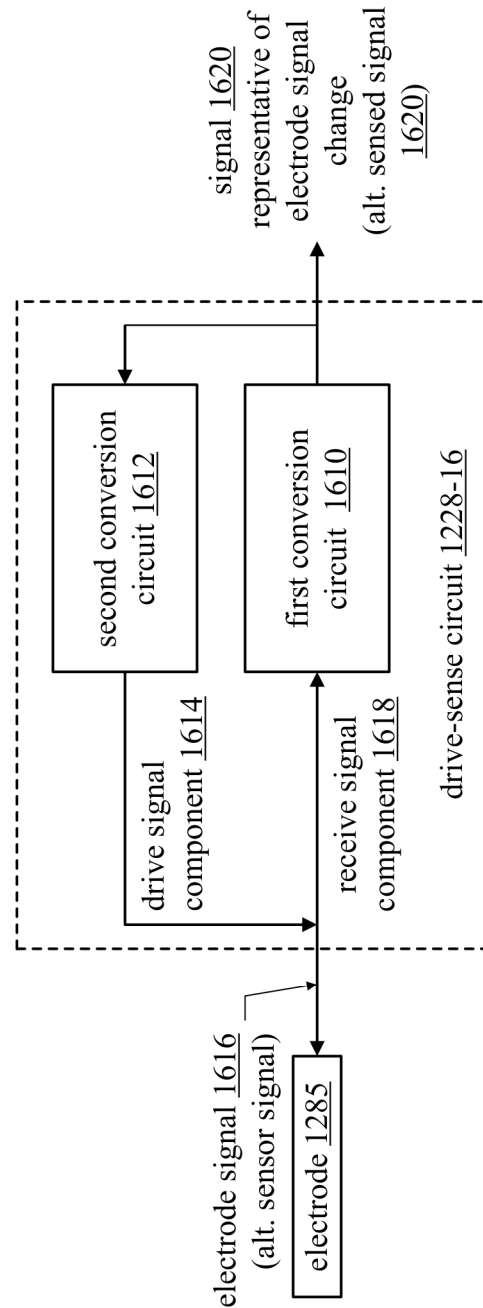 second conversion
circuit 1612
drive signal
component 1614
signal 1620
representative of
electrode signal
change
(alt. sensed signal
1620)
electrode signal 1616
(alt. sensor signal)
first conversion
circuit 1610
electrode 1285
receive signal
component 1618
drive-sense circuit 1228-16